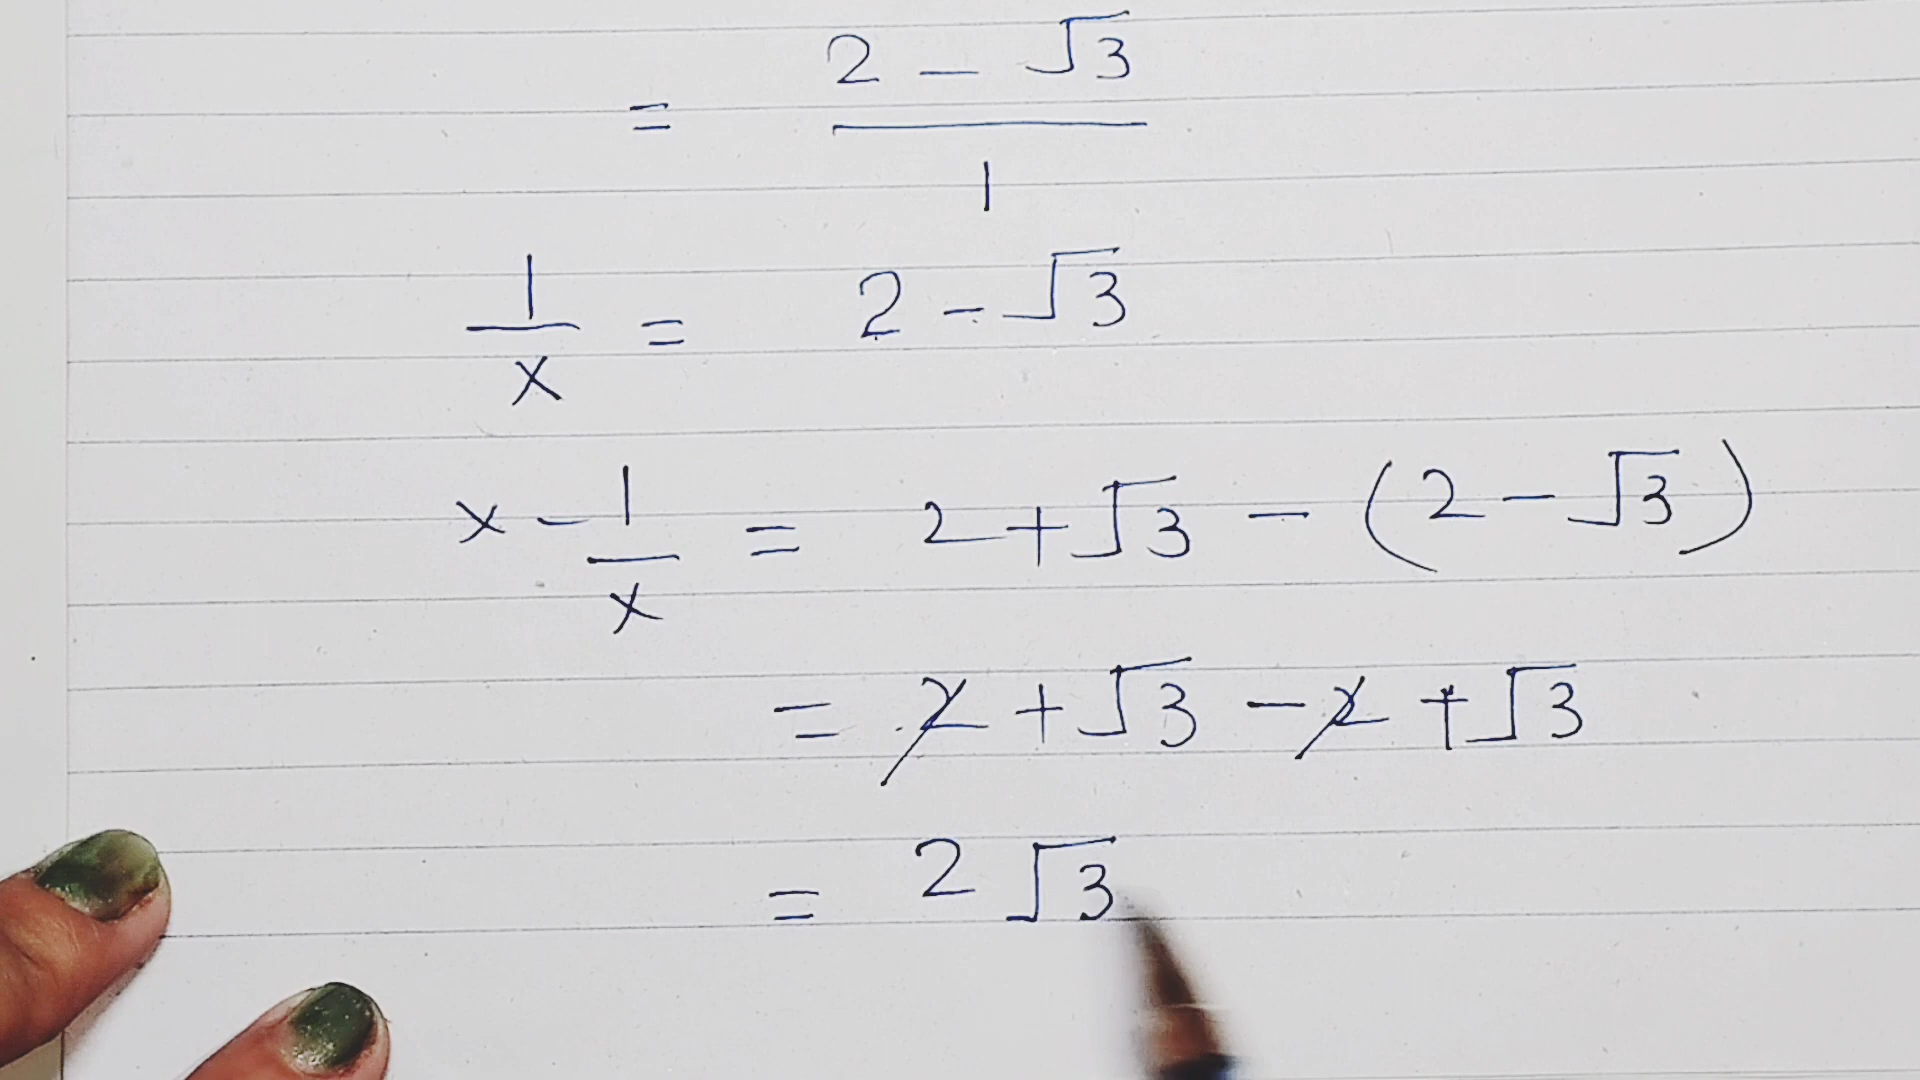 = (2 - √3)/1
1/x = 2 - √3
x - 1/x = 2 + √3 - (2 - √3)
= 2 + √3 - 2 + √3
= 2 √3